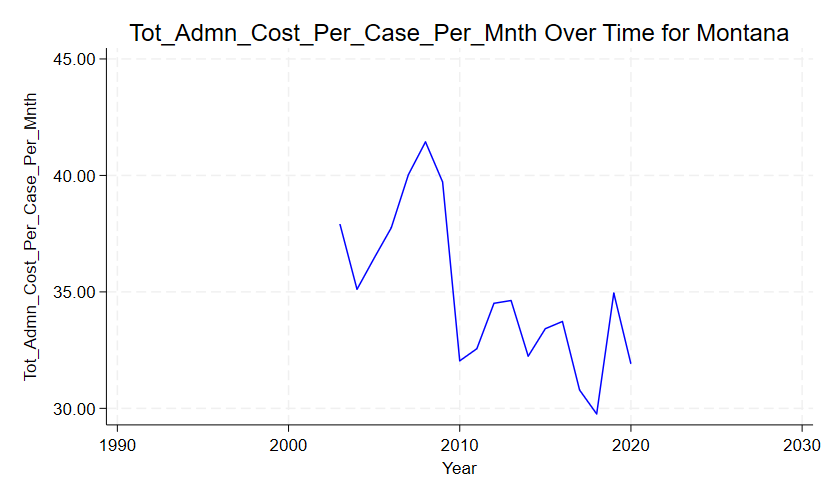 Tot_Admn_Cost_Per_Case_Per_Mnth Over Time for Montana
Tot_Admn_Cost_Per_Case_Per_Mnth
45.00
40.00
35.00
30.00
1990 2000 2010 2020 2030
Year